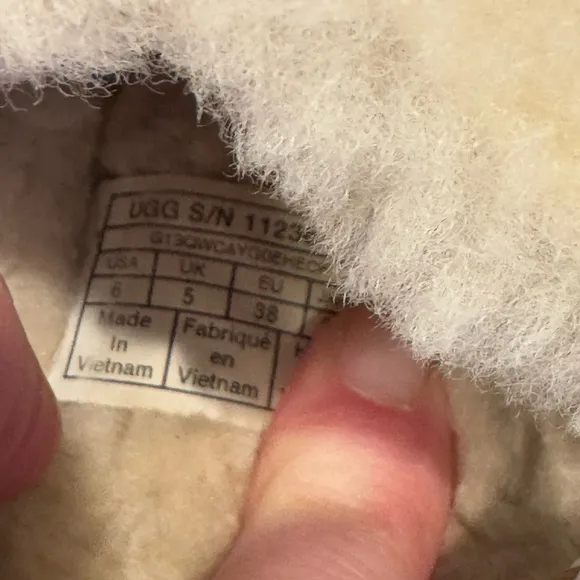 UGG S/N 1123
USA UK EU
6 5 38
Made Fabriqué
in en
Vietnam Vietnam